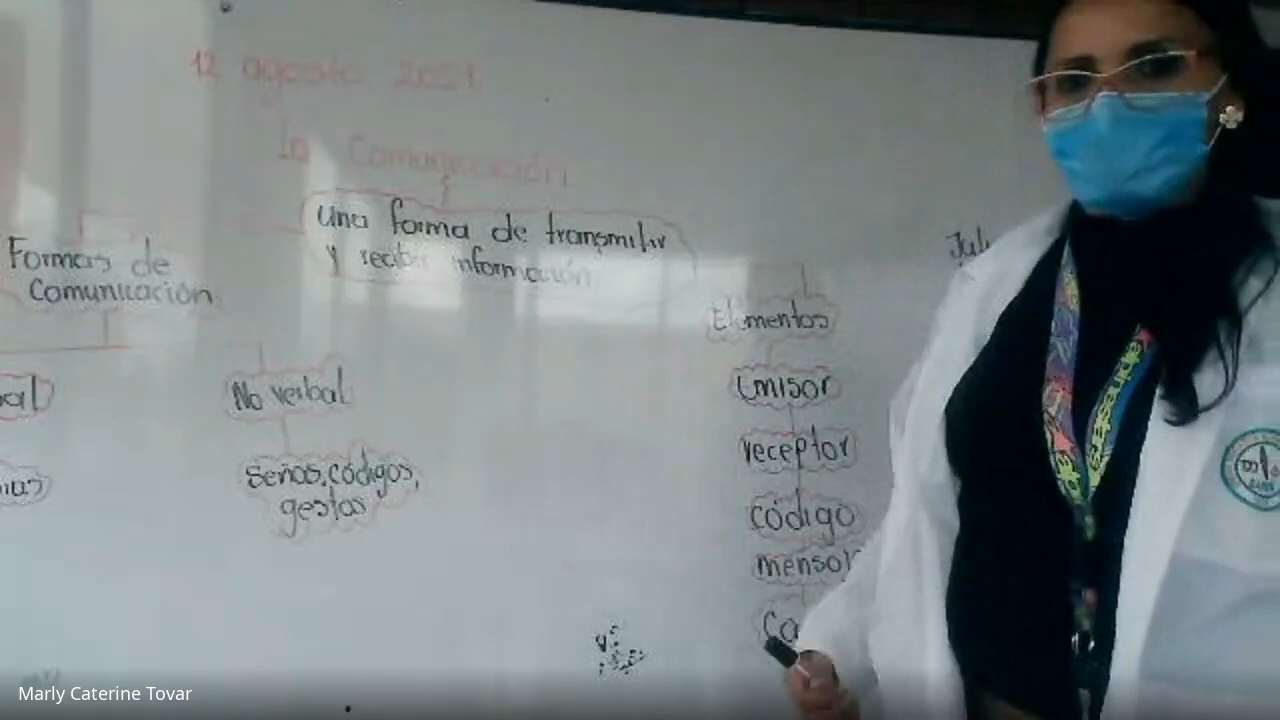 12 agosto 2021
La Comunicación
una forma de transmitir
y recibir información
Formas de
Comunicación
No verbal
Señas, códigos,
gestos
Elementos
Emisor
receptor
código
Marly Caterine Tovar